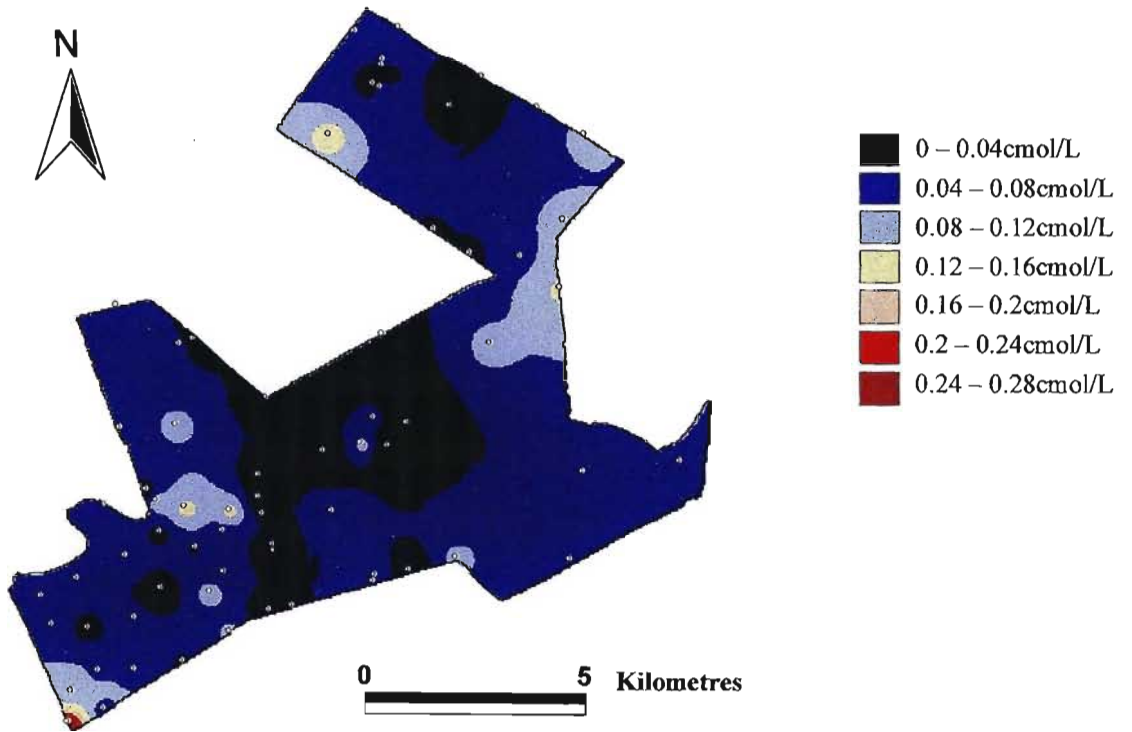 N
0 – 0.04cmol/L
0.04 – 0.08cmol/L
0.08 – 0.12cmol/L
0.12 – 0.16cmol/L
0.16 – 0.2cmol/L
0.2 – 0.24cmol/L
0.24 – 0.28cmol/L
0 5 Kilometres